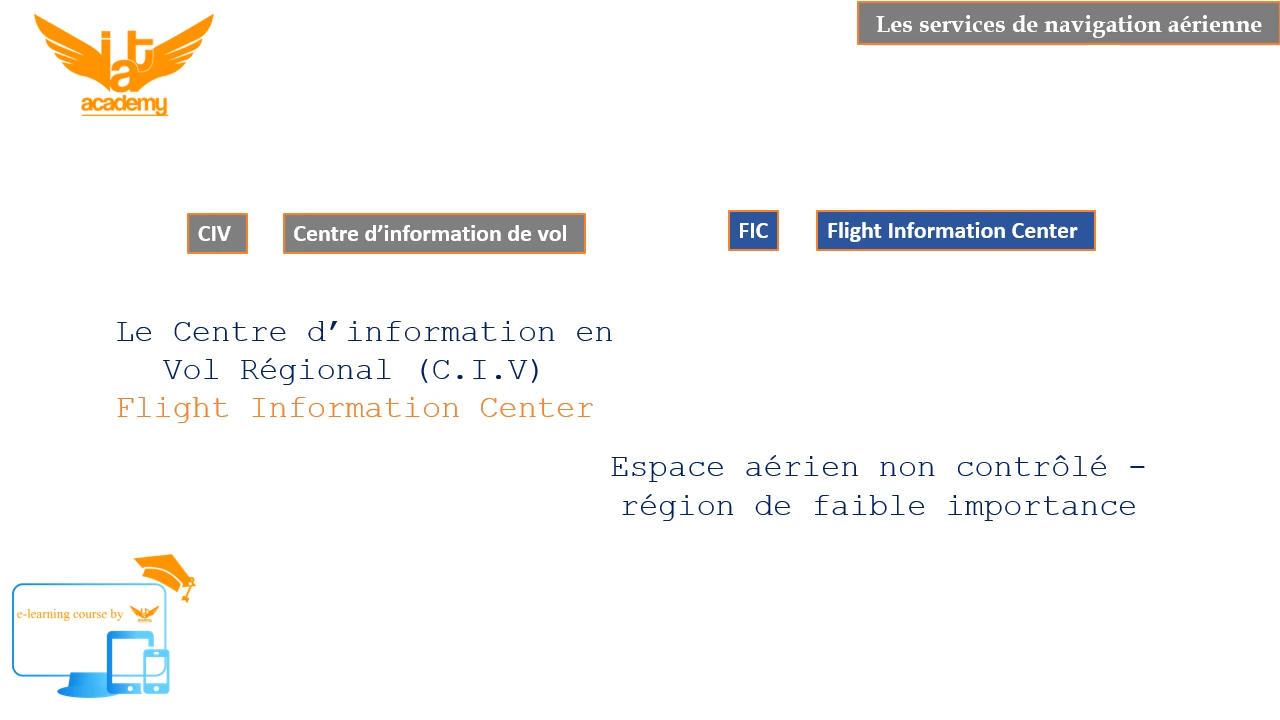 iat
academy
Les services de navigation aérienne
CIV
Centre d’information de vol
FIC
Flight Information Center
Le Centre d’information en
Vol Régional (C.I.V)
Flight Information Center
Espace aérien non contrôlé -
région de faible importance
e-learning course by